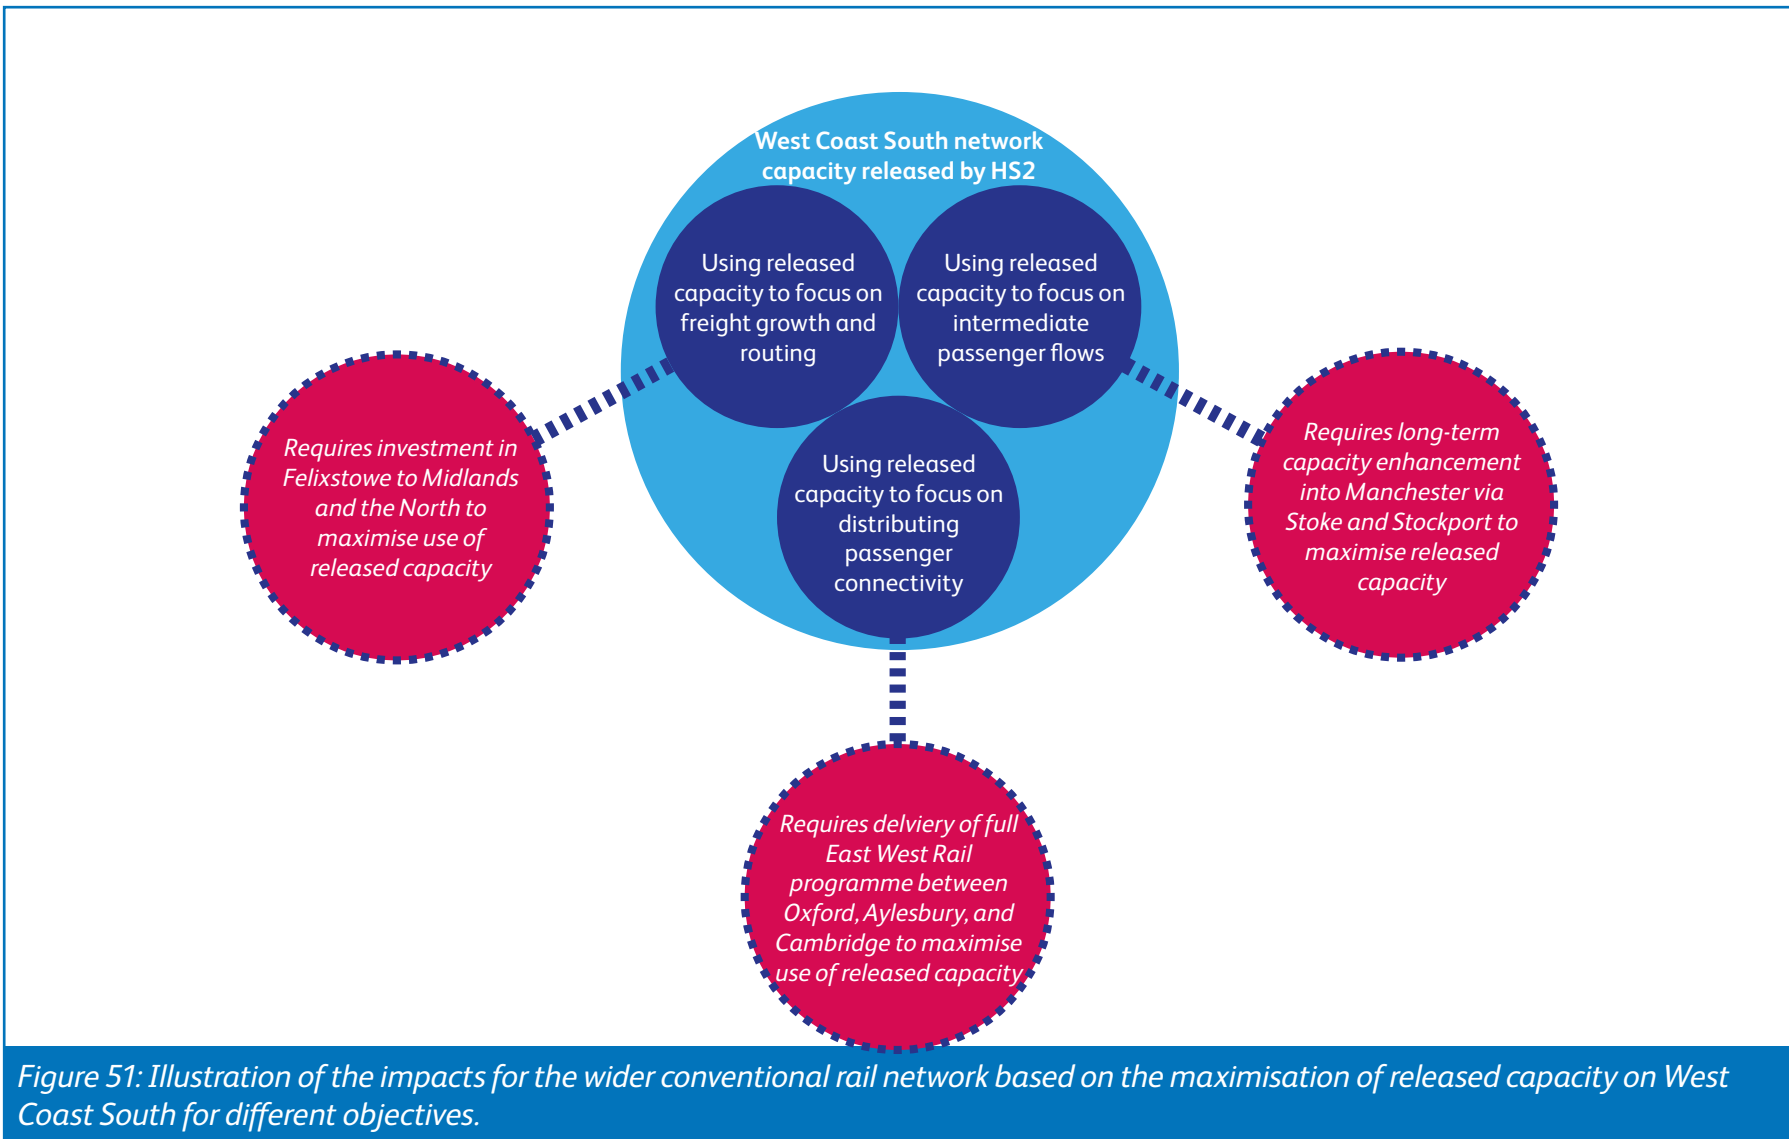 West Coast South network
capacity released by HS2
Using released
capacity to focus on
freight growth and
routing
Using released
capacity to focus on
intermediate
passenger flows
Using released
capacity to focus on
distributing
passenger
connectivity
Requires investment in
Felixstowe to Midlands
and the North to
maximise use of
released capacity
Requires long-term
capacity enhancement
into Manchester via
Stoke and Stockport to
maximise released
capacity
Requires delviery of full
East West Rail
programme between
Oxford, Aylesbury, and
Cambridge to maximise
use of released capacity
Figure 51: Illustration of the impacts for the wider conventional rail network based on the maximisation of released capacity on West
Coast South for different objectives.